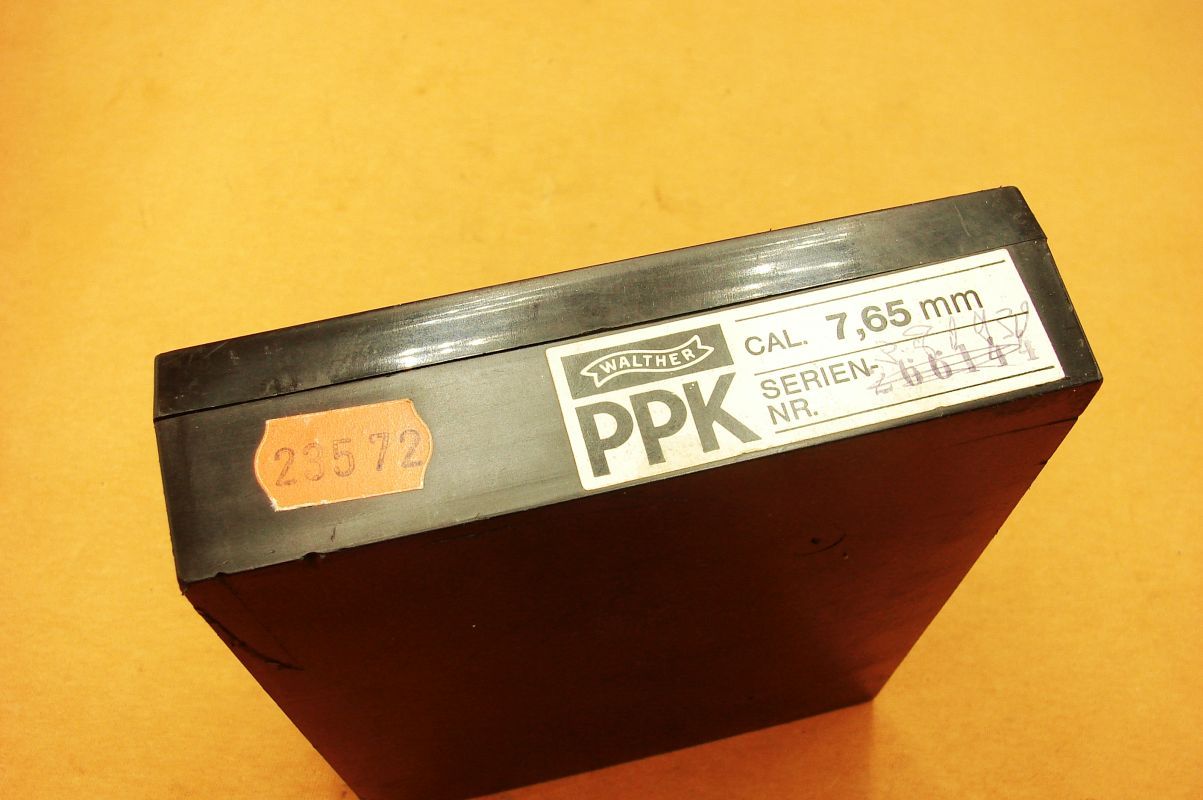 23572
WALTHER
PPK
CAL. 7,65 mm
SERIEN-
NR.